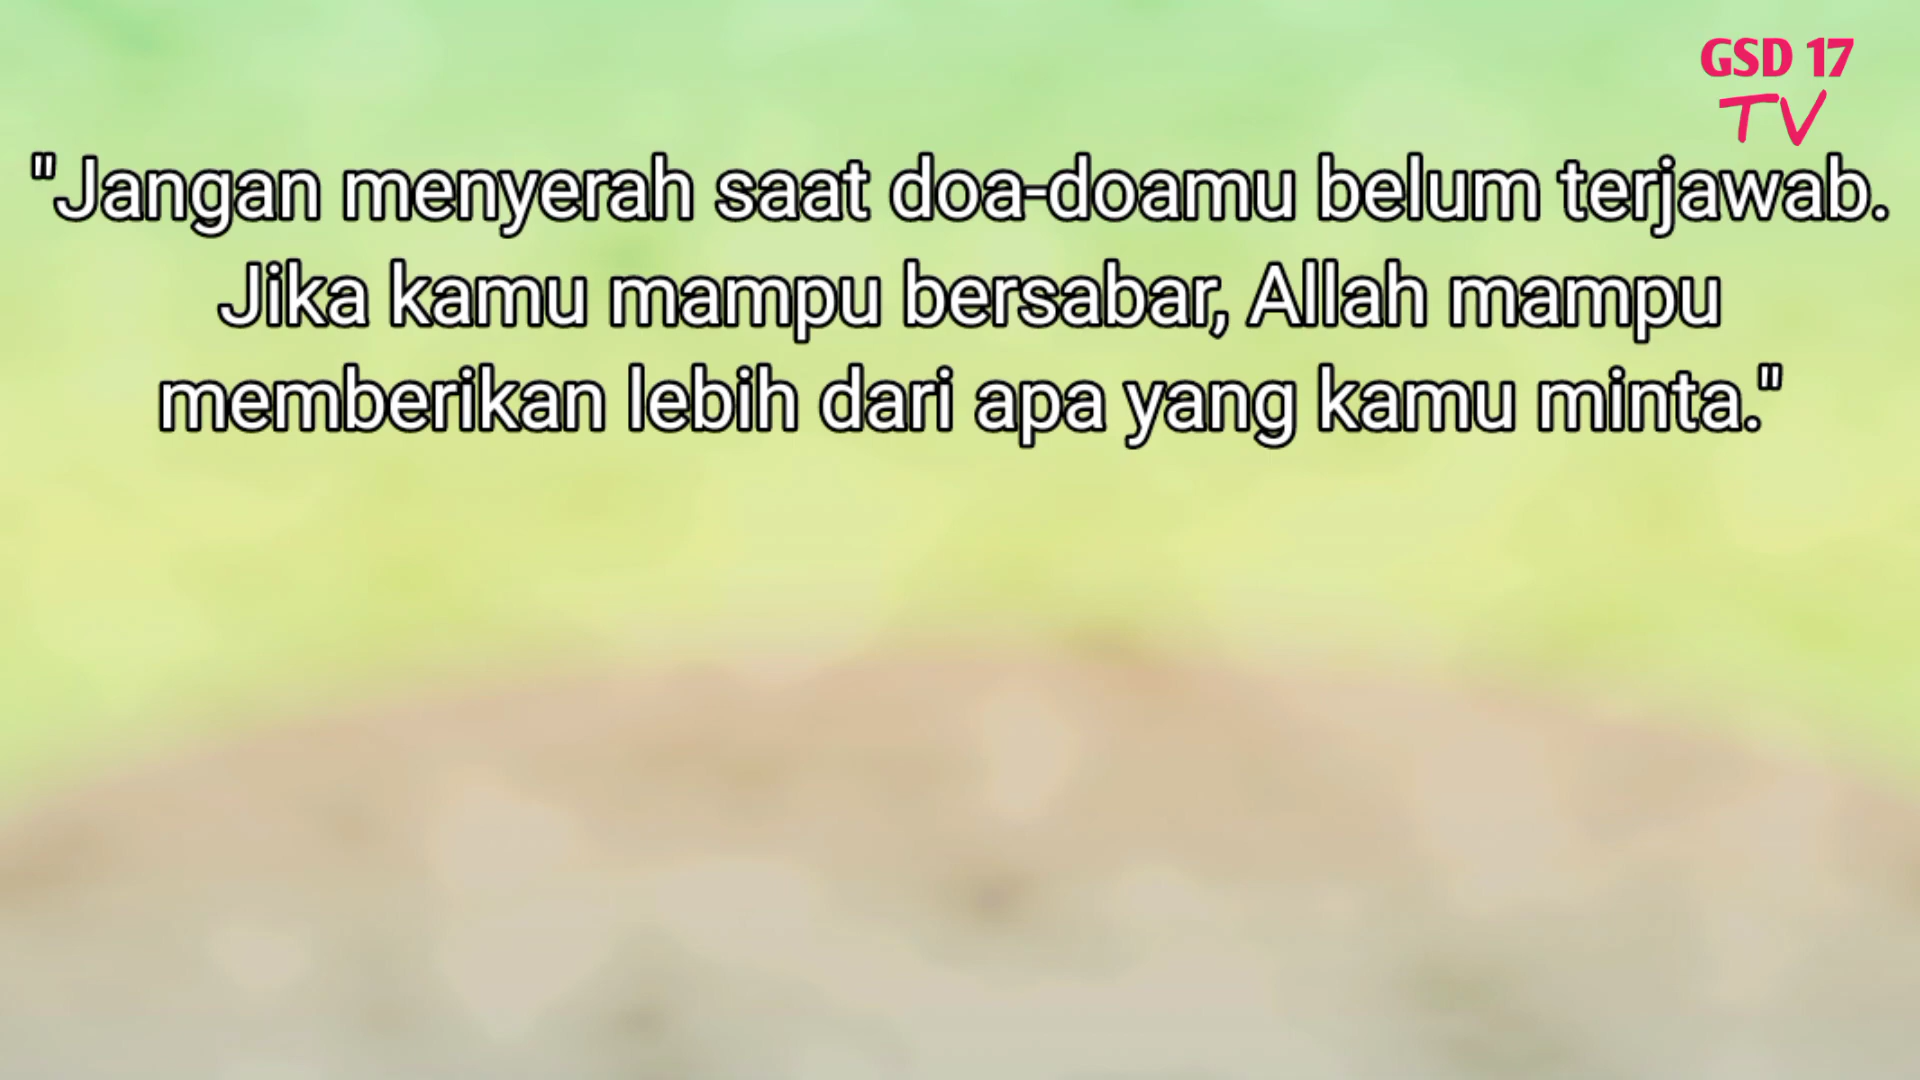 GSD 17
TV
"Jangan menyerah saat doa-doamu belum terjawab.
Jika kamu mampu bersabar, Allah mampu
memberikan lebih dari apa yang kamu minta."